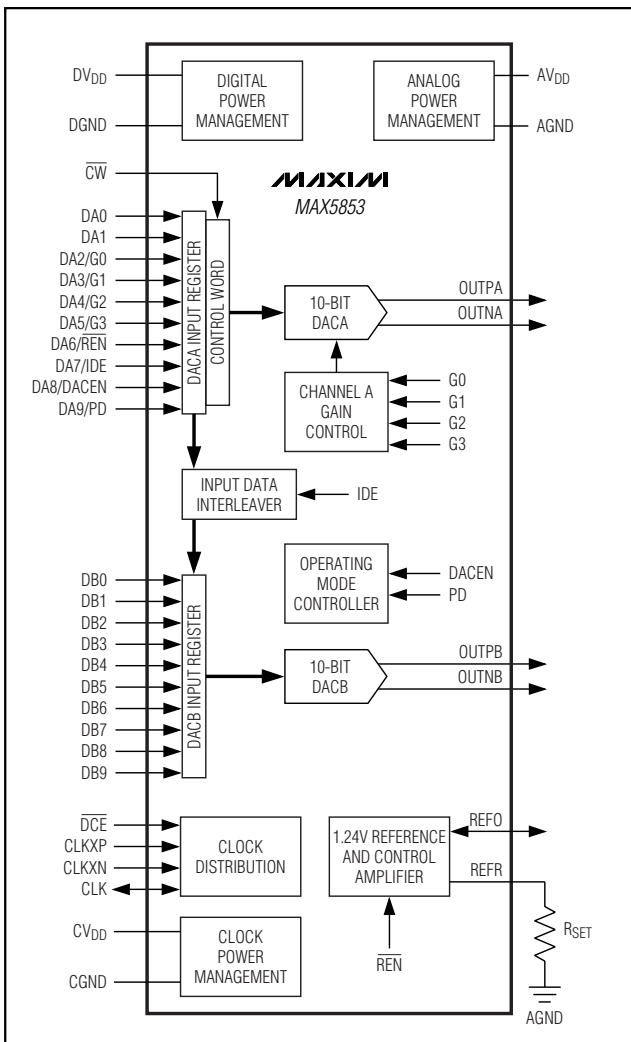 DVDD
DGND
DIGITAL
POWER
MANAGEMENT
ANALOG
POWER
MANAGEMENT
AVDD
AGND
CW
MAXIM
MAX5853
DA0
DA1
DA2/G0
DA3/G1
DA4/G2
DA5/G3
DA6/REN
DA7/IDE
DA8/DACEN
DA9/PD
DACA INPUT REGISTER
CONTROL WORD
10-BIT
DACA
OUTPA
OUTNA
CHANNEL A
GAIN
CONTROL
G0
G1
G2
G3
INPUT DATA
INTERLEAVER
IDE
OPERATING
MODE
CONTROLLER
DACEN
PD
DB0
DB1
DB2
DB3
DB4
DB5
DB6
DB7
DB8
DB9
DACB INPUT REGISTER
10-BIT
DACB
OUTPB
OUTNB
DCE
CLKXP
CLKXN
CLK
CLOCK
DISTRIBUTION
1.24V REFERENCE
AND CONTROL
AMPLIFIER
REFO
REFR
RSET
AGND
REN
CVDD
CGND
CLOCK
POWER
MANAGEMENT